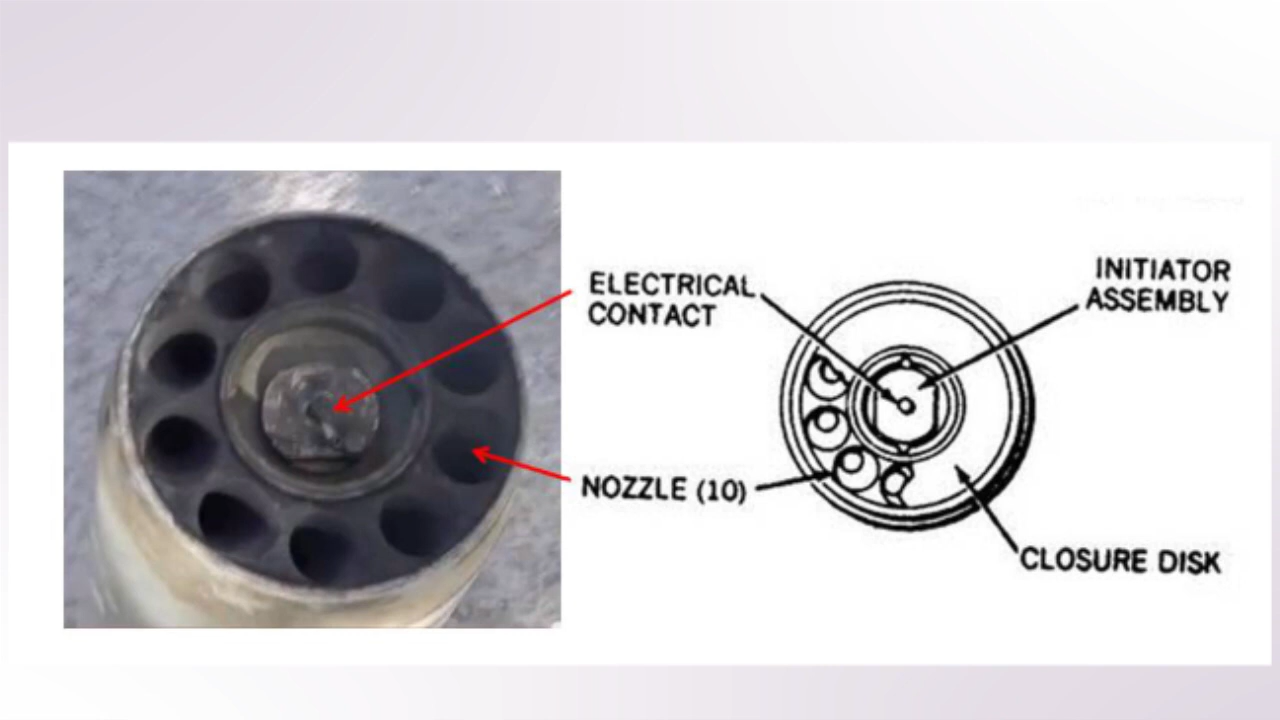 ELECTRICAL
CONTACT
INITIATOR
ASSEMBLY
NOZZLE (10)
CLOSURE DISK